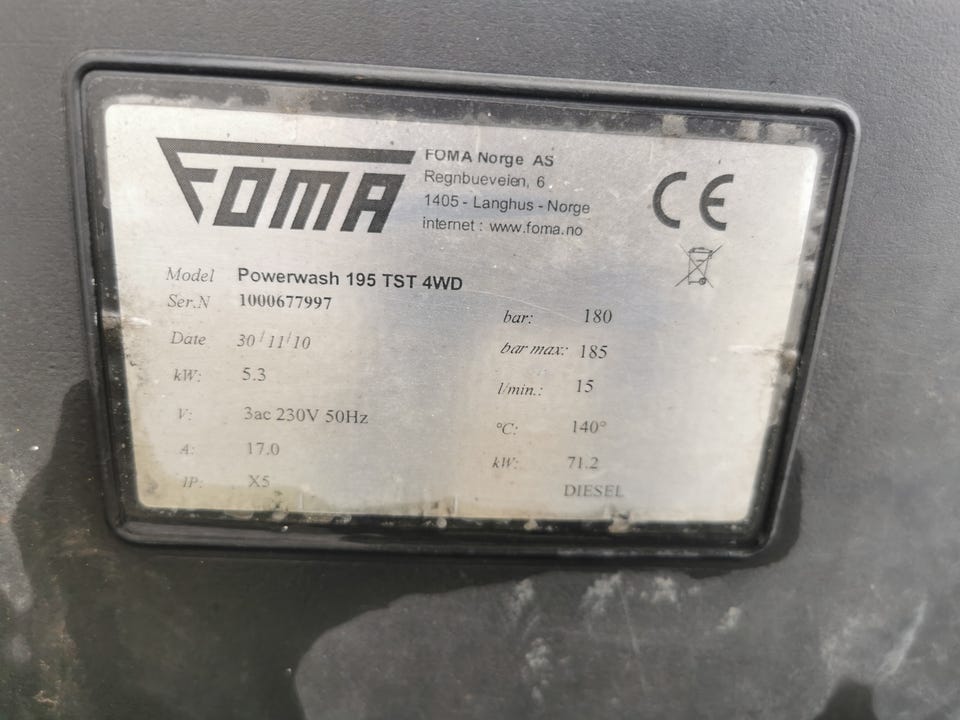 FOMA
FOMA Norge AS
Regnbueveien, 6
1405 - Langhus - Norge
internet : www.foma.no
CE
Model Powerwash 195 TST 4WD
Ser.N 1000677997
Date 30/11/10
kW: 5.3
V: 3ac 230V 50Hz
A: 17.0
IP: X5
bar: 180
bar max: 185
l/min.: 15
°C: 140°
kW: 71.2
DIESEL